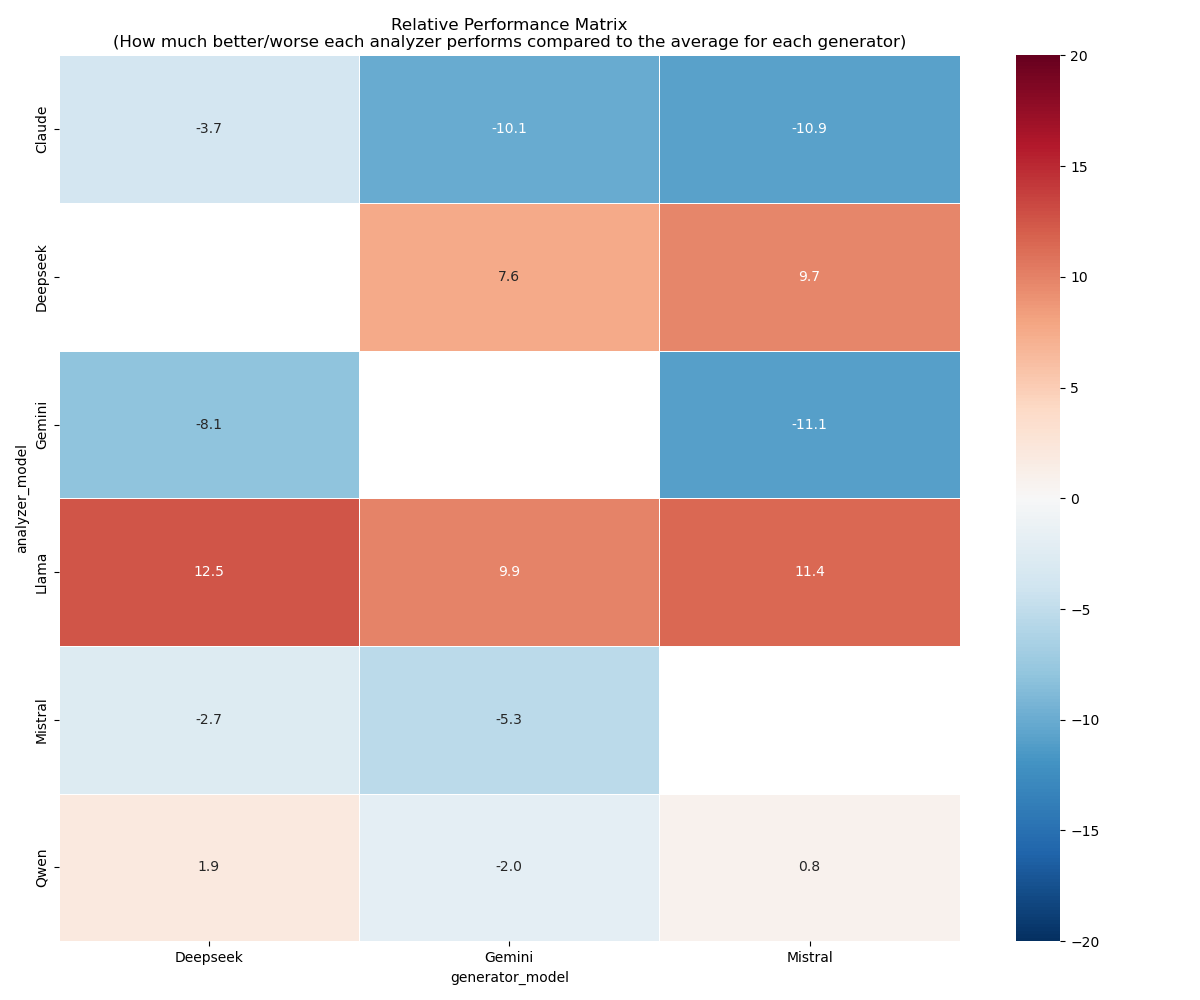 Relative Performance Matrix
(How much better/worse each analyzer performs compared to the average for each generator)
analyzer_model
Claude
-3.7
-10.1
-10.9
Deepseek
7.6
9.7
Gemini
-8.1
-11.1
Llama
12.5
9.9
11.4
Mistral
-2.7
-5.3
Qwen
1.9
-2.0
0.8
Deepseek
Gemini
Mistral
generator_model
20
15
10
5
0
−5
−10
−15
−20